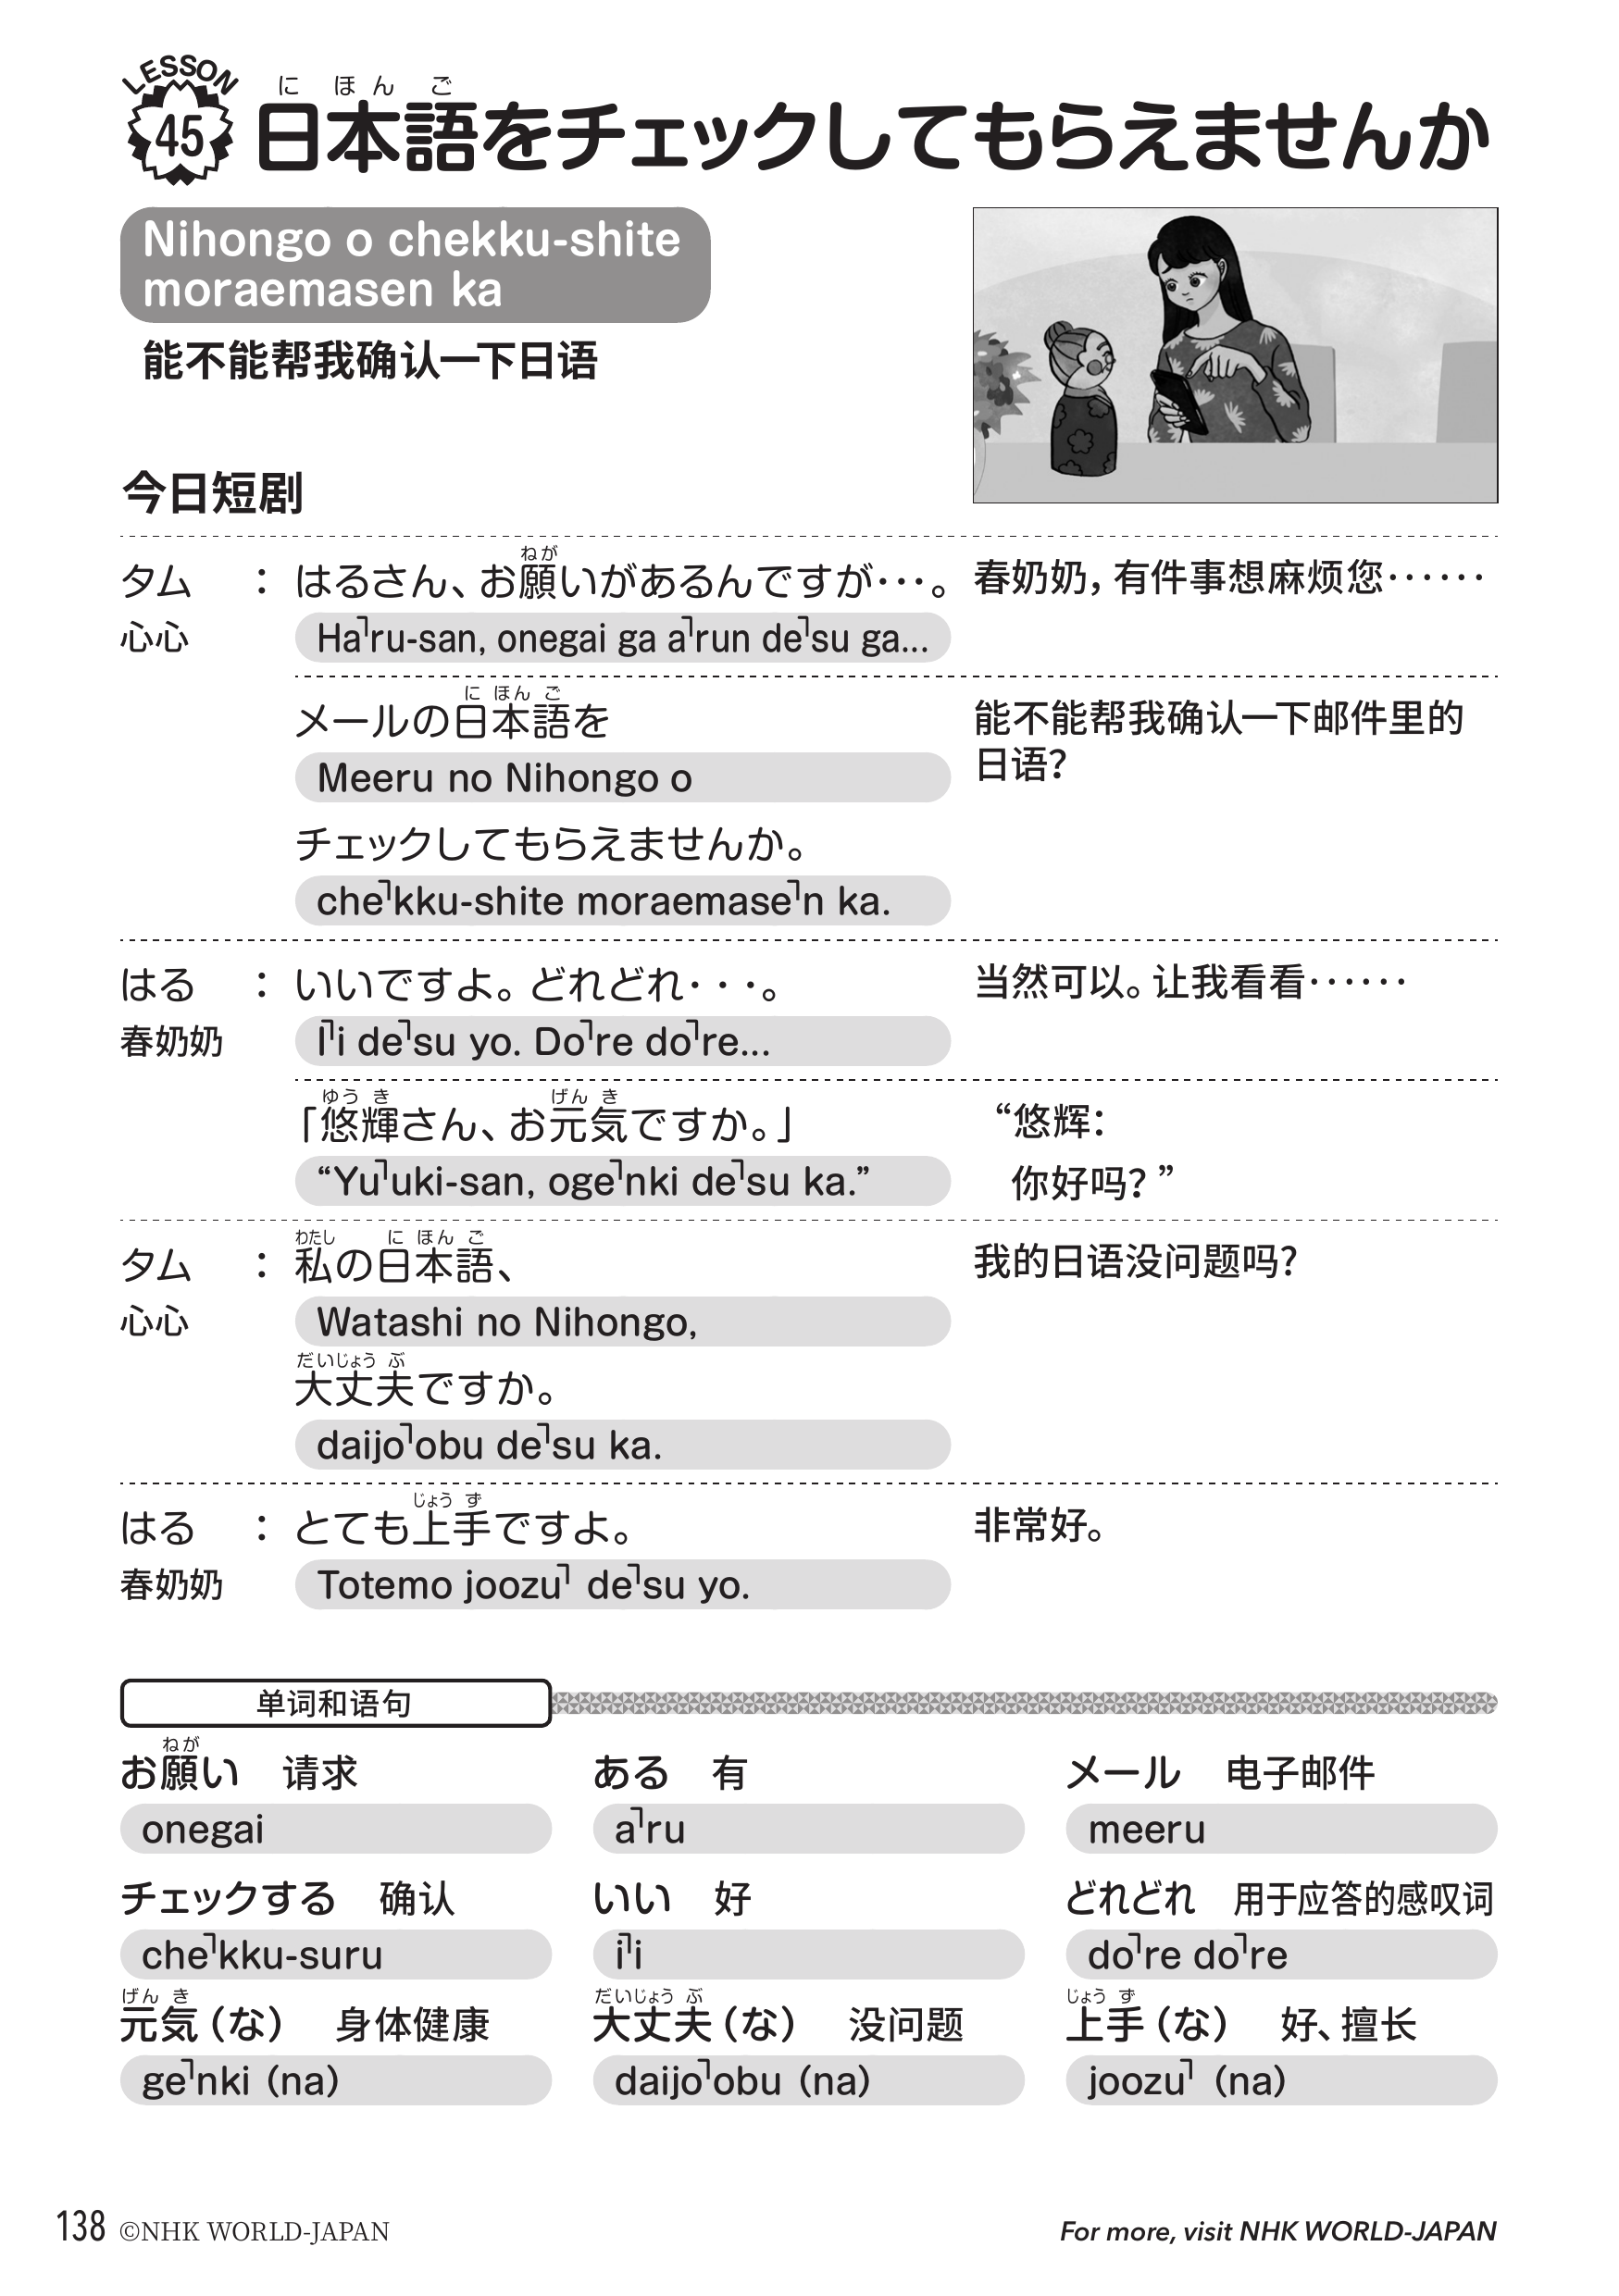 LESSON
45
に ほん ご
日本語をチェックしてもらえませんか
Nihongo o chekku-shite
moraemasen ka
能不能帮我确认一下日语
今日短剧
ねが
タム ： はるさん、お願いがあるんですが･･･。 春奶奶，有件事想麻烦您······
心心 Ha˺ru-san, onegai ga a˺run de˺su ga...
に ほん ご
メールの日本語を 能不能帮我确认一下邮件里的
日语？
Meeru no Nihongo o
チェックしてもらえませんか。
che˺kku-shite moraemase˺n ka.
はる ： いいですよ。どれどれ･･･。 当然可以。让我看看······
春奶奶 I˺i de˺su yo. Do˺re do˺re...
ゆう き げん き
「悠輝さん、お元気ですか。」 “悠辉：
“Yu˺uki-san, oge˺nki de˺su ka.” 你好吗？”
わたし に ほん ご
タム ： 私の日本語、 我的日语没问题吗?
心心 Watashi no Nihongo,
だいじょう ぶ
大丈夫ですか。
daijo˺obu de˺su ka.
じょう ず
はる ： とても上手ですよ。 非常好。
春奶奶 Totemo joozu˺ de˺su yo.
单词和语句
ねが
お願い 请求 ある 有 メール 电子邮件
onegai a˺ru meeru
チェックする 确认 いい 好 どれどれ 用于应答的感叹词
che˺kku-suru i˺i do˺re do˺re
げん き だいじょう ぶ じょう ず
元気（な） 身体健康 大丈夫（な） 没问题 上手（な） 好、擅长
ge˺nki (na) daijo˺obu (na) joozu˺ (na)
138 ©NHK WORLD-JAPAN For more, visit NHK WORLD-JAPAN